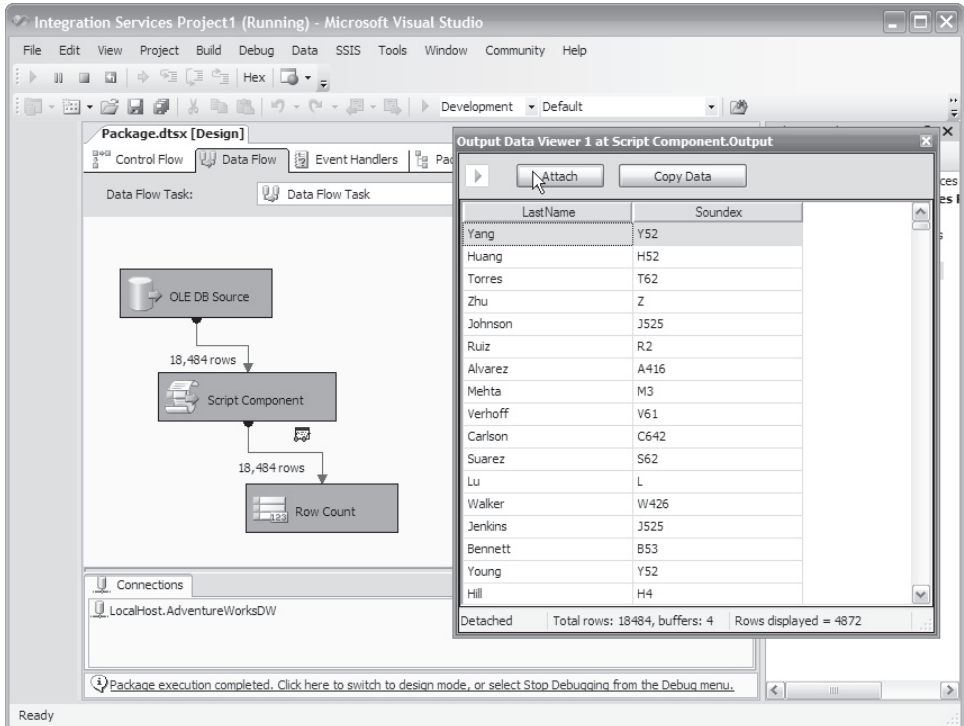 Integration Services Project1 (Running) - Microsoft Visual Studio
File Edit View Project Build Debug Data SSIS Tools Window Community Help
Hex
Development Default
Package.dtsx [Design]
Control Flow Data Flow Event Handlers
Data Flow Task: Data Flow Task
OLE DB Source
18,484 rows
Script Component
18,484 rows
123
Row Count
Connections
LocalHost.AdventureWorksDW
Package execution completed. Click here to switch to design mode, or select Stop Debugging from the Debug menu.
Ready
Output Data Viewer 1 at Script Component.Output
Attach Copy Data
LastName Soundex
Yang Y52
Huang H52
Torres T62
Zhu Z
Johnson J525
Ruiz R2
Alvarez A416
Mehta M3
Verhoff V61
Carlson C642
Suarez S62
Lu L
Walker W426
Jenkins J525
Bennett B53
Young Y52
Hill H4
Detached Total rows: 18484, buffers: 4 Rows displayed = 4872